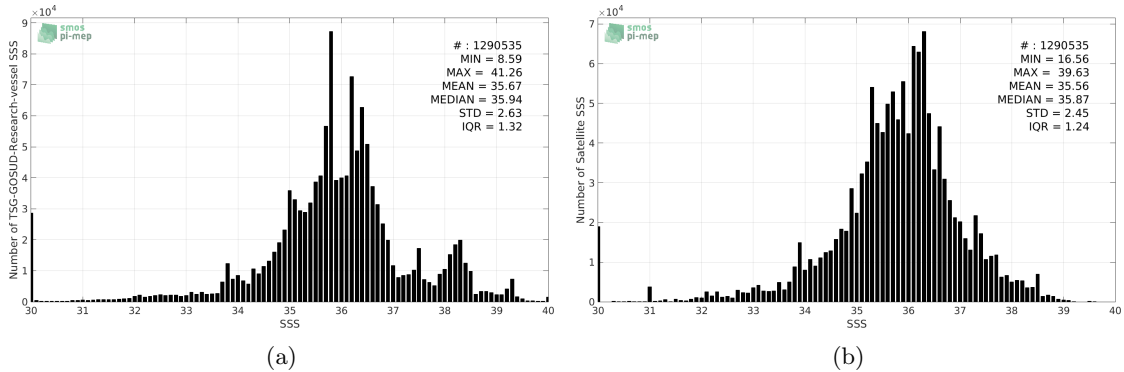 ×10⁴
smos
pi-mep
# : 1290535
MIN = 8.59
MAX = 41.26
MEAN = 35.67
MEDIAN = 35.94
STD = 2.63
IQR = 1.32
Number of TSG-GOSUD-Research-vessel SSS
9
8
7
6
5
4
3
2
1
0
30 31 32 33 34 35 36 37 38 39 40
SSS
(a)
×10⁴
smos
pi-mep
# : 1290535
MIN = 16.56
MAX = 39.63
MEAN = 35.56
MEDIAN = 35.87
STD = 2.45
IQR = 1.24
Number of Satellite SSS
7
6
5
4
3
2
1
0
30 31 32 33 34 35 36 37 38 39 40
SSS
(b)